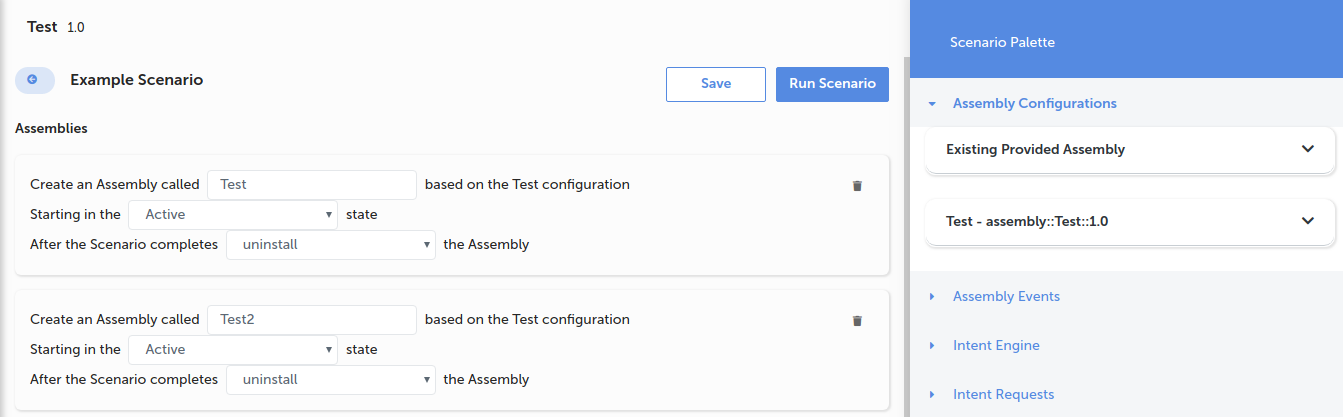 Test 1.0
Example Scenario
Save
Run Scenario
Assemblies
Create an Assembly called Test based on the Test configuration
Starting in the Active state
After the Scenario completes uninstall the Assembly
Create an Assembly called Test2 based on the Test configuration
Starting in the Active state
After the Scenario completes uninstall the Assembly
Scenario Palette
Assembly Configurations
Existing Provided Assembly
Test - assembly::Test::1.0
Assembly Events
Intent Engine
Intent Requests